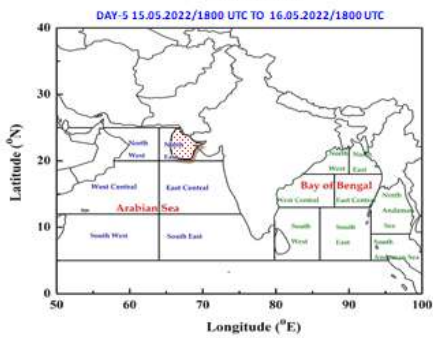 DAY-5 15.05.2022/1800 UTC TO 16.05.2022/1800 UTC
Latitude (°N)
40
30
20
10
0
50 60 70 80 90 100
Longitude (°E)
North
West
North
East
West Central
East Central
Arabian Sea
South West
South East
North
West
North
East
Bay of Bengal
West Central
East Central
South
West
South
East
North
Andaman
Sea
South
Andaman Sea